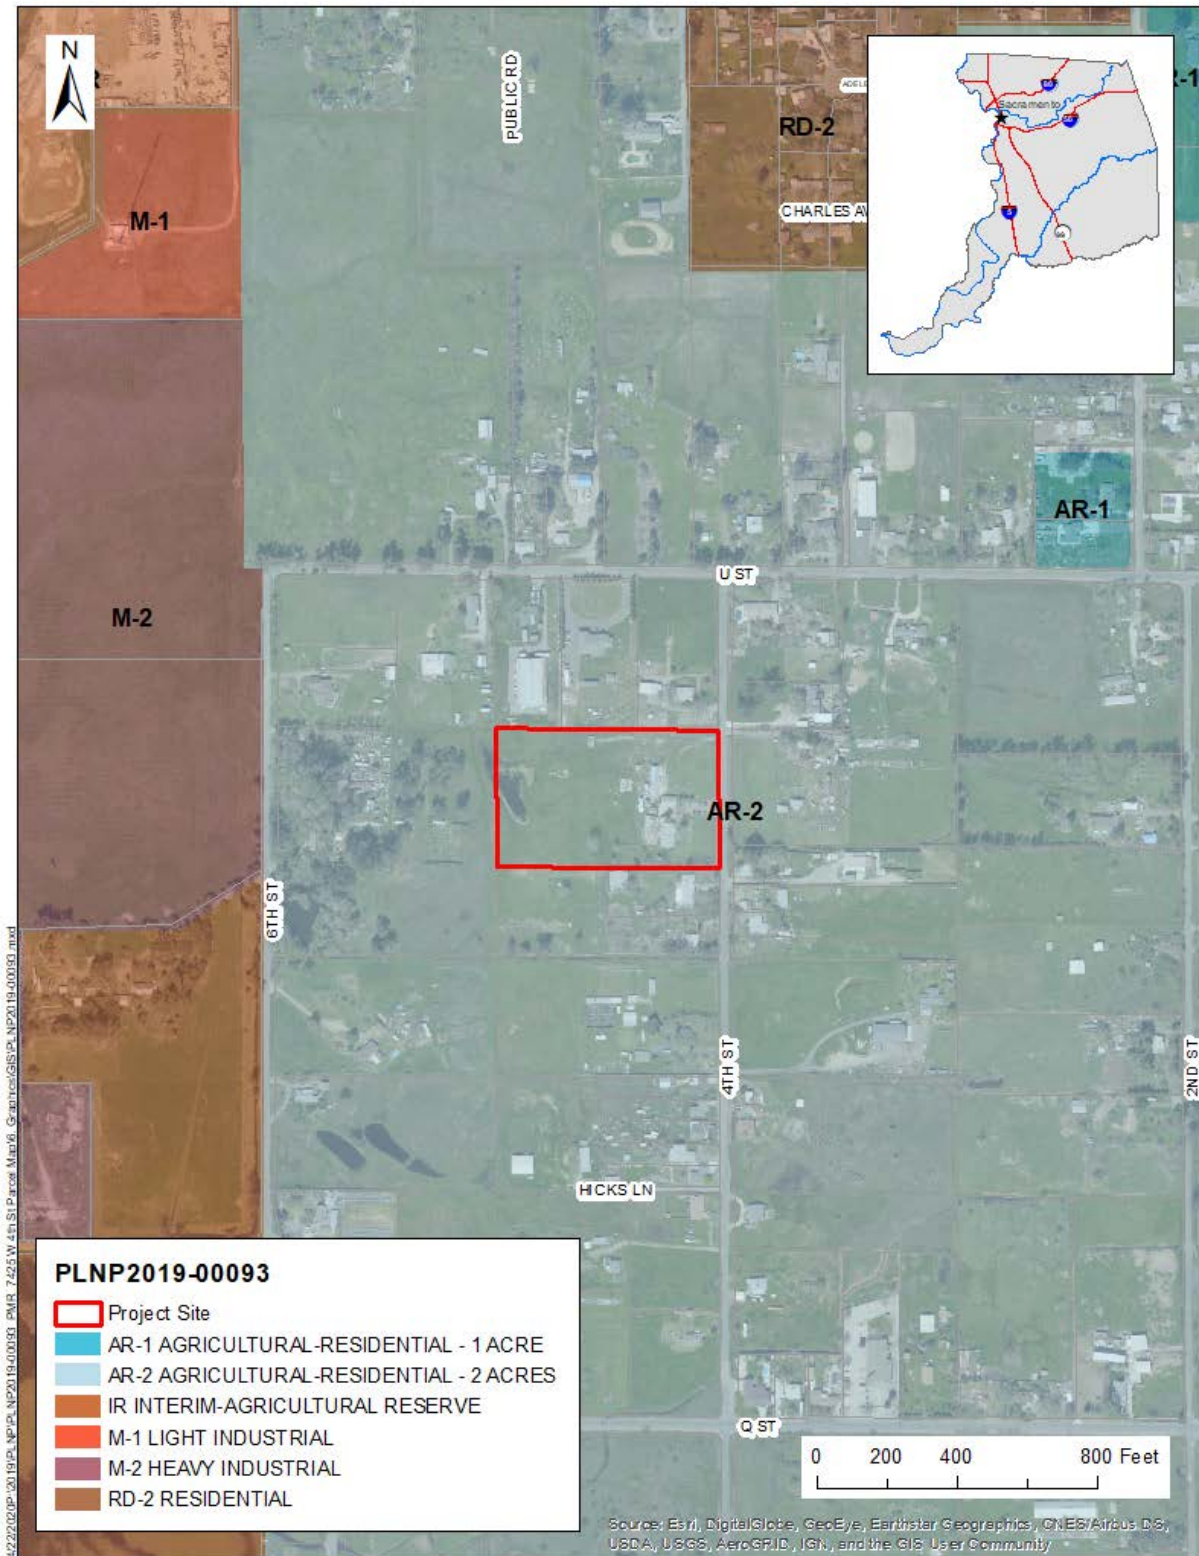 N
R
M-1
PUBLIC RD
ADELE
RD-2
CHARLES AV
Sacramento
5
R-1
AR-1
U ST
M-2
AR-2
6TH ST
4TH ST
2ND ST
HICKS LN
Q ST
PLNP2019-00093
Project Site
AR-1 AGRICULTURAL-RESIDENTIAL - 1 ACRE
AR-2 AGRICULTURAL-RESIDENTIAL - 2 ACRES
IR INTERIM-AGRICULTURAL RESERVE
M-1 LIGHT INDUSTRIAL
M-2 HEAVY INDUSTRIAL
RD-2 RESIDENTIAL
0 200 400 800 Feet
Source: Esri, DigitalGlobe, GeoEye, Earthstar Geographics, CNES/Airbus DS,
USDA, USGS, AeroGRID, IGN, and the GIS User Community